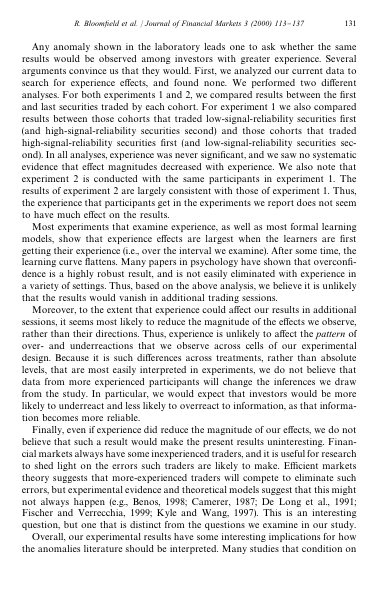 R. Bloomfield et al. / Journal of Financial Markets 3 (2000) 113–137 131
Any anomaly shown in the laboratory leads one to ask whether the same
results would be observed among investors with greater experience. Several
arguments convince us that they would. First, we analyzed our current data to
search for experience effects, and found none. We performed two different
analyses. For both experiments 1 and 2, we compared results between the first
and last securities traded by each cohort. For experiment 1 we also compared
results between those cohorts that traded low-signal-reliability securities first
(and high-signal-reliability securities second) and those cohorts that traded
high-signal-reliability securities first (and low-signal-reliability securities sec-
ond). In all analyses, experience was never significant, and we saw no systematic
evidence that effect magnitudes decreased with experience. We also note that
experiment 2 is conducted with the same participants in experiment 1. The
results of experiment 2 are largely consistent with those of experiment 1. Thus,
the experience that participants get in the experiments we report does not seem
to have much effect on the results.
Most experiments that examine experience, as well as most formal learning
models, show that experience effects are largest when the learners are first
getting their experience (i.e., over the interval we examine). After some time, the
learning curve flattens. Many papers in psychology have shown that overconfi-
dence is a highly robust result, and is not easily eliminated with experience in
a variety of settings. Thus, based on the above analysis, we believe it is unlikely
that the results would vanish in additional trading sessions.
Moreover, to the extent that experience could affect our results in additional
sessions, it seems most likely to reduce the magnitude of the effects we observe,
rather than their directions. Thus, experience is unlikely to affect the pattern of
over- and underreactions that we observe across cells of our experimental
design. Because it is such differences across treatments, rather than absolute
levels, that are most easily interpreted in experiments, we do not believe that
data from more experienced participants will change the inferences we draw
from the study. In particular, we would expect that investors would be more
likely to underreact and less likely to overreact to information, as that informa-
tion becomes more reliable.
Finally, even if experience did reduce the magnitude of our effects, we do not
believe that such a result would make the present results uninteresting. Finan-
cial markets always have some inexperienced traders, and it is useful for research
to shed light on the errors such traders are likely to make. Efficient markets
theory suggests that more-experienced traders will compete to eliminate such
errors, but experimental evidence and theoretical models suggest that this might
not always happen (e.g., Benos, 1998; Camerer, 1987; De Long et al., 1991;
Fischer and Verrecchia, 1999; Kyle and Wang, 1997). This is an interesting
question, but one that is distinct from the questions we examine in our study.
Overall, our experimental results have some interesting implications for how
the anomalies literature should be interpreted. Many studies that condition on